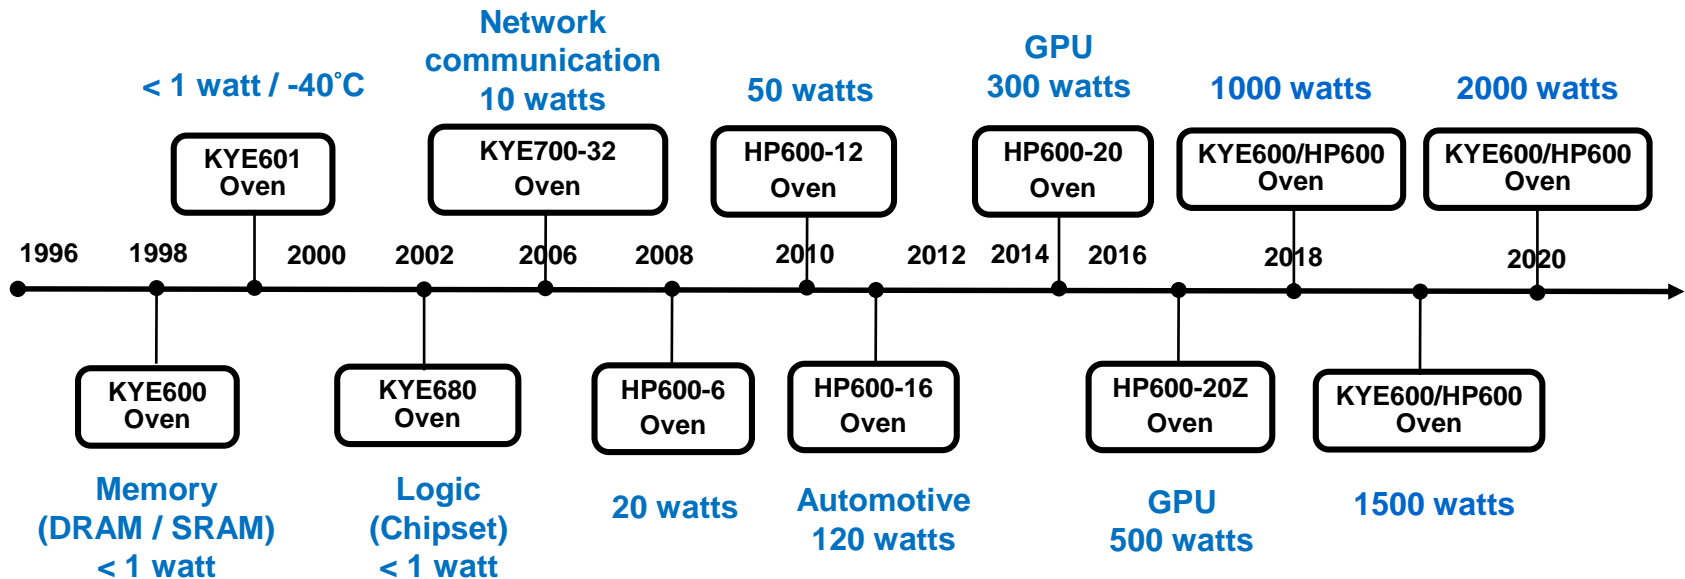 Network
communication
10 watts
GPU
300 watts
< 1 watt / -40°C
50 watts
1000 watts
2000 watts
KYE601
Oven
KYE700-32
Oven
HP600-12
Oven
HP600-20
Oven
KYE600/HP600
Oven
KYE600/HP600
Oven
1996
1998
2000
2002
2006
2008
2010
2012
2014
2016
2018
2020
KYE600
Oven
KYE680
Oven
HP600-6
Oven
HP600-16
Oven
HP600-20Z
Oven
KYE600/HP600
Oven
Memory
(DRAM / SRAM)
< 1 watt
Logic
(Chipset)
< 1 watt
20 watts
Automotive
120 watts
GPU
500 watts
1500 watts